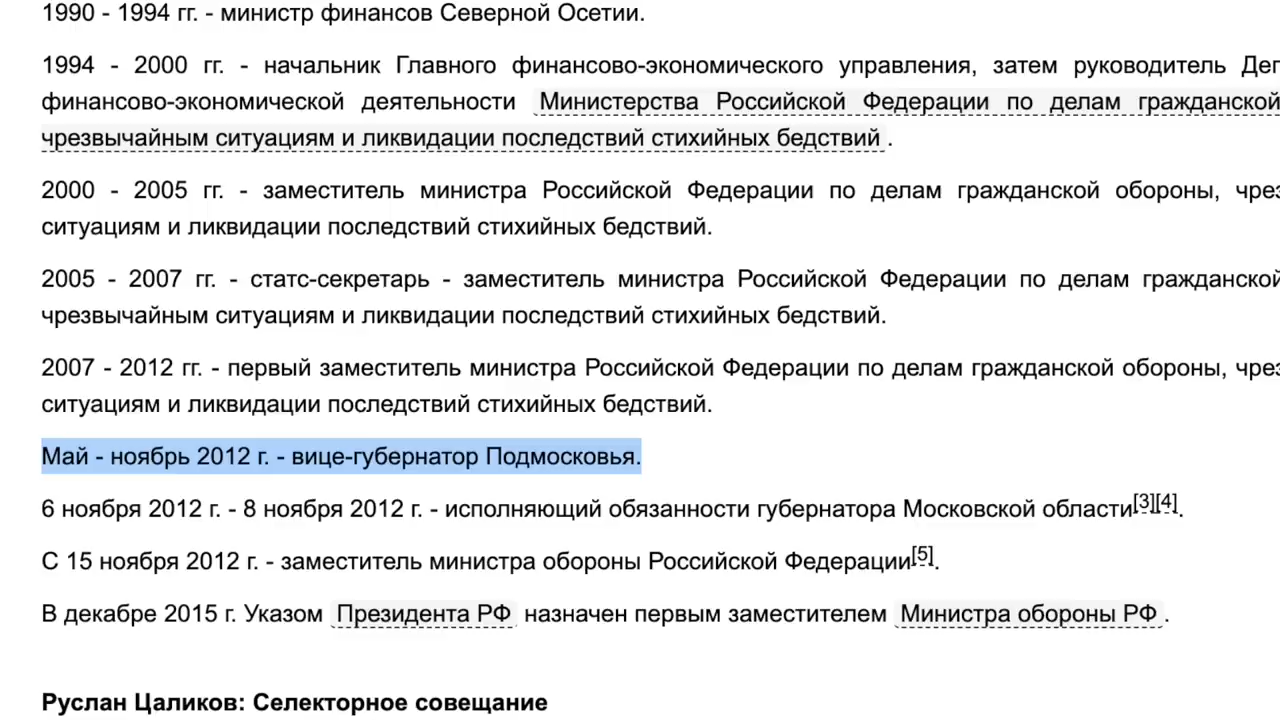 1990 - 1994 гг. - министр финансов Северной Осетии.
1994 - 2000 гг. - начальник Главного финансово-экономического управления, затем руководитель
финансово-экономической деятельности Министерства Российской Федерации по делам гражданской
чрезвычайным ситуациям и ликвидации последствий стихийных бедствий .
2000 - 2005 гг. - заместитель министра Российской Федерации по делам гражданской обороны,
ситуациям и ликвидации последствий стихийных бедствий.
2005 - 2007 гг. - статс-секретарь - заместитель министра Российской Федерации по делам гражданской
чрезвычайным ситуациям и ликвидации последствий стихийных бедствий.
2007 - 2012 гг. - первый заместитель министра Российской Федерации по делам гражданской обороны,
ситуациям и ликвидации последствий стихийных бедствий.
Май - ноябрь 2012 г. - вице-губернатор Подмосковья.
6 ноября 2012 г. - 8 ноября 2012 г. - исполняющий обязанности губернатора Московской области[3][4].
С 15 ноября 2012 г. - заместитель министра обороны Российской Федерации[5].
В декабре 2015 г. Указом Президента РФ назначен первым заместителем Министра обороны РФ .
Руслан Цаликов: Селекторное совещание